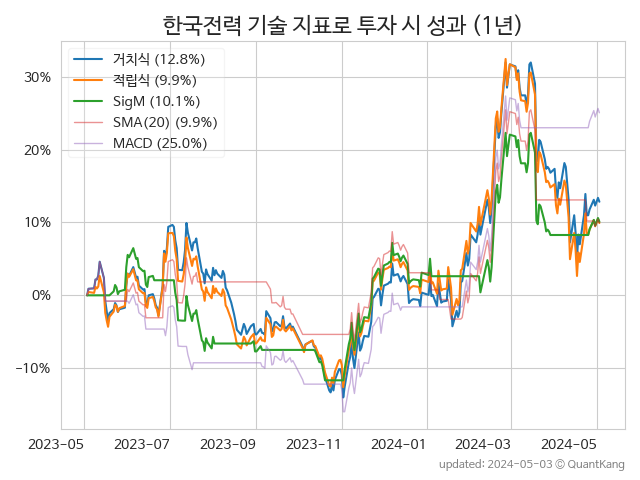 한국전력 기술 지표로 투자 시 성과 (1년)
거치식 (12.8%)
적립식 (9.9%)
SigM (10.1%)
SMA(20) (9.9%)
MACD (25.0%)
30%
20%
10%
0%
−10%
2023-05
2023-07
2023-09
2023-11
2024-01
2024-03
2024-05
updated: 2024-05-03 © QuantKang